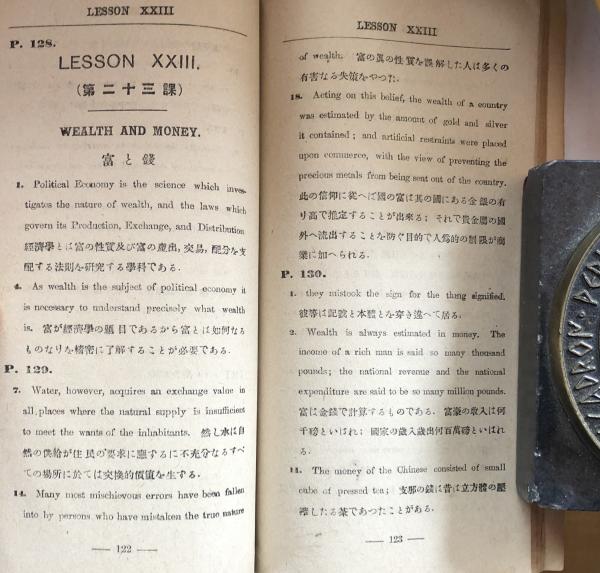 LESSON XXIII
P. 128.
LESSON XXIII.
(第二十三課)
WEALTH AND MONEY.
富と錢
1. Political Economy is the science which inves-
tigates the nature of wealth, and the laws which
govern its Production, Exchange, and Distribution
經濟學とは富の性質及び富の產出, 交易, 配分を支
配する法則を研究する學科である.
4. As wealth is the subject of political economy it
is necessary to understand precisely what wealth
is. 富が經濟學の題目であるから富とは如何なる
ものなりを精密に了解することが必要である.
P. 129.
7. Water, however, acquires an exchange value in
all places where the natural supply is insufficient
to meet the wants of the inhabitants. 然し水は自
然の供給が住民の要求に應ずるに不充分なるすべ
ての場所に於ては交換的價値を生ずる.
14. Many most mischievous errors have been fallen
into by persons who have mistaken the true nature
— 122 —
LESSON XXIII
of wealth. 富の眞の性質を誤解した人は多くの
有害なる失策をやつた.
18. Acting on this belief, the wealth of a country
was estimated by the amount of gold and silver
it contained; and artificial restraints were placed
upon commerce, with the view of preventing the
precious metals from being sent out of the country.
此の信仰に從へば國の富は其の國にある金銀の有
り高で推定することが出來る; それで貴金屬の國
外へ流出することを防ぐ目的で人爲的の制限が商
業に加へられる.
P. 130.
1. they mistook the sign for the thing signified.
彼等は記號と本體とを穿き違へて居る.
2. Wealth is always estimated in money. The
income of a rich man is said so many thousand
pounds; the national revenue and the national
expenditure are said to be so many million pounds.
富は金錢で計算するものである. 富豪の收入は何
千磅といはれ; 國家の歲入歲出何百萬磅といはれ
る.
11. The money of the Chinese consisted of small
cube of pressed tea; 支那の錢は昔は立方體の壓
搾したる茶であつたことがある.
— 123 —